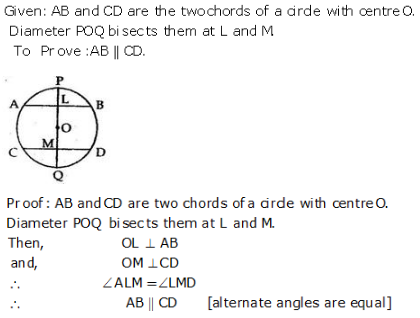 Given: AB and CD are the two chords of a circle with centre O.
Diameter POQ bisects them at L and M.
To Prove : AB ∥ CD.
P
A L B
O
M
C D
Q
Proof : AB and CD are two chords of a circle with centre O.
Diameter POQ bisects them at L and M.
Then, OL ⊥ AB
and, OM ⊥ CD
∴ ∠ALM = ∠LMD
∴ AB ∥ CD [alternate angles are equal]